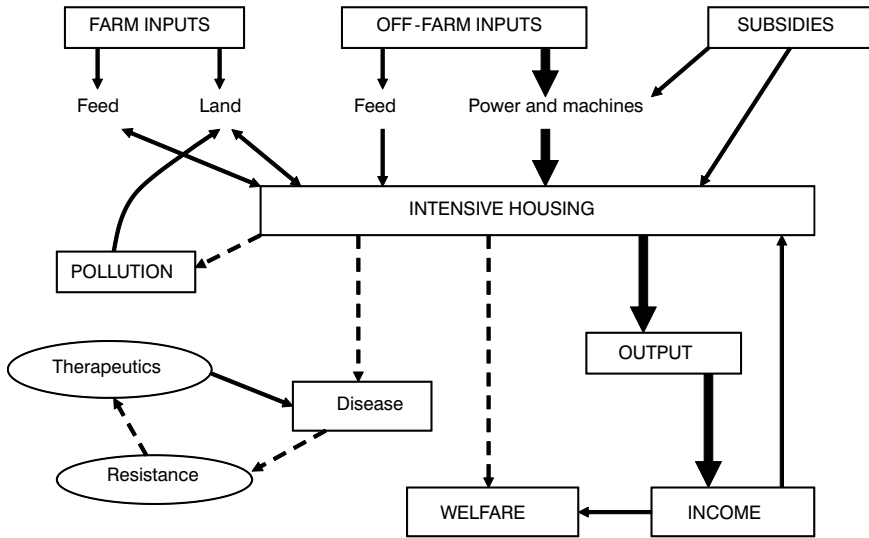 FARM INPUTS
OFF-FARM INPUTS
SUBSIDIES
Feed
Land
Feed
Power and machines
INTENSIVE HOUSING
POLLUTION
OUTPUT
Therapeutics
Disease
Resistance
WELFARE
INCOME